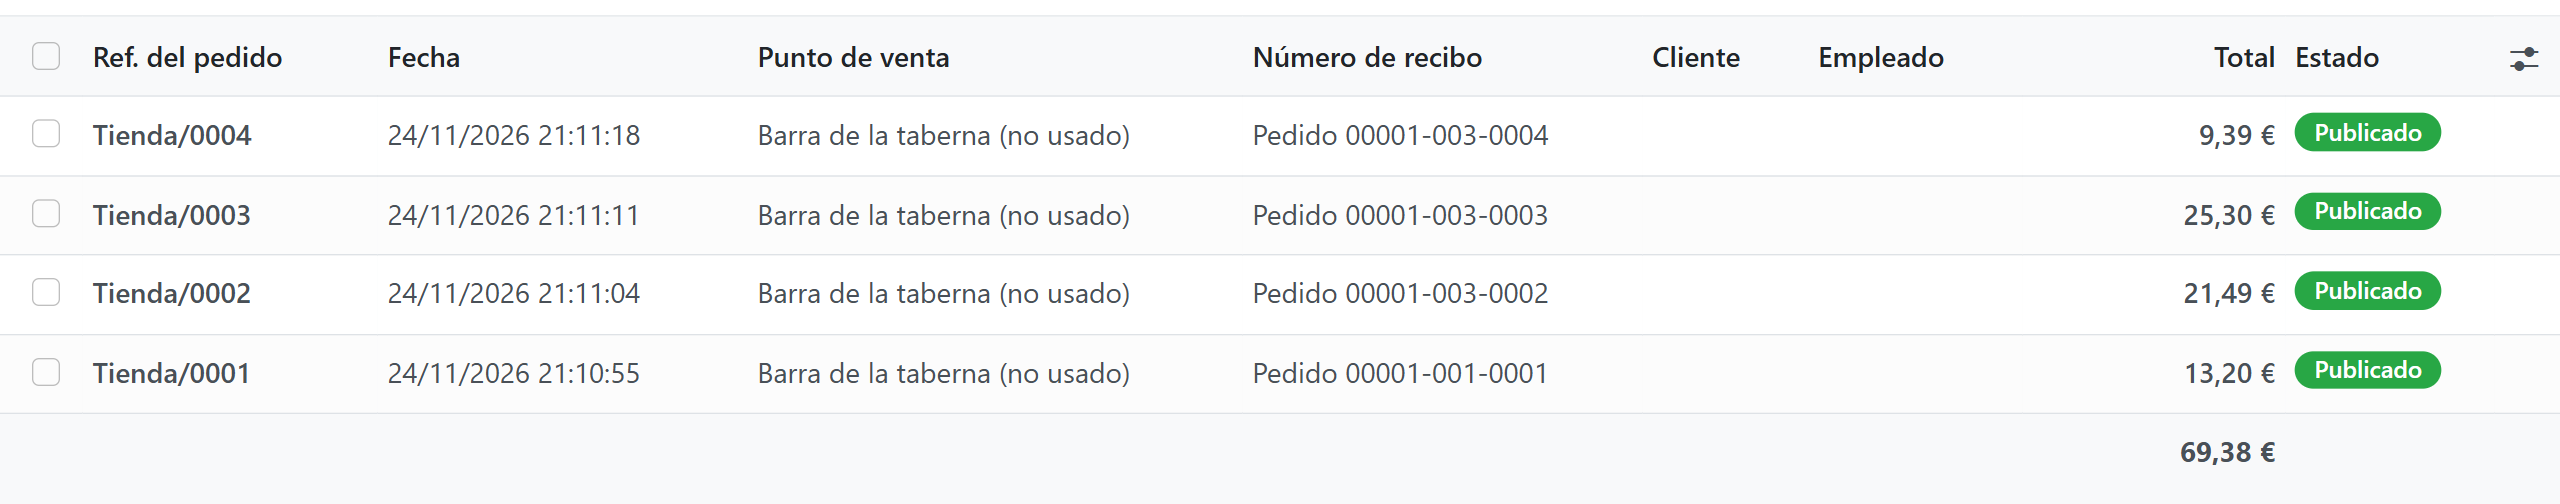 Ref. del pedido Fecha Punto de venta Número de recibo Cliente Empleado Total Estado
Tienda/0004 24/11/2026 21:11:18 Barra de la taberna (no usado) Pedido 00001-003-0004 9,39 € Publicado
Tienda/0003 24/11/2026 21:11:11 Barra de la taberna (no usado) Pedido 00001-003-0003 25,30 € Publicado
Tienda/0002 24/11/2026 21:11:04 Barra de la taberna (no usado) Pedido 00001-003-0002 21,49 € Publicado
Tienda/0001 24/11/2026 21:10:55 Barra de la taberna (no usado) Pedido 00001-001-0001 13,20 € Publicado
69,38 €